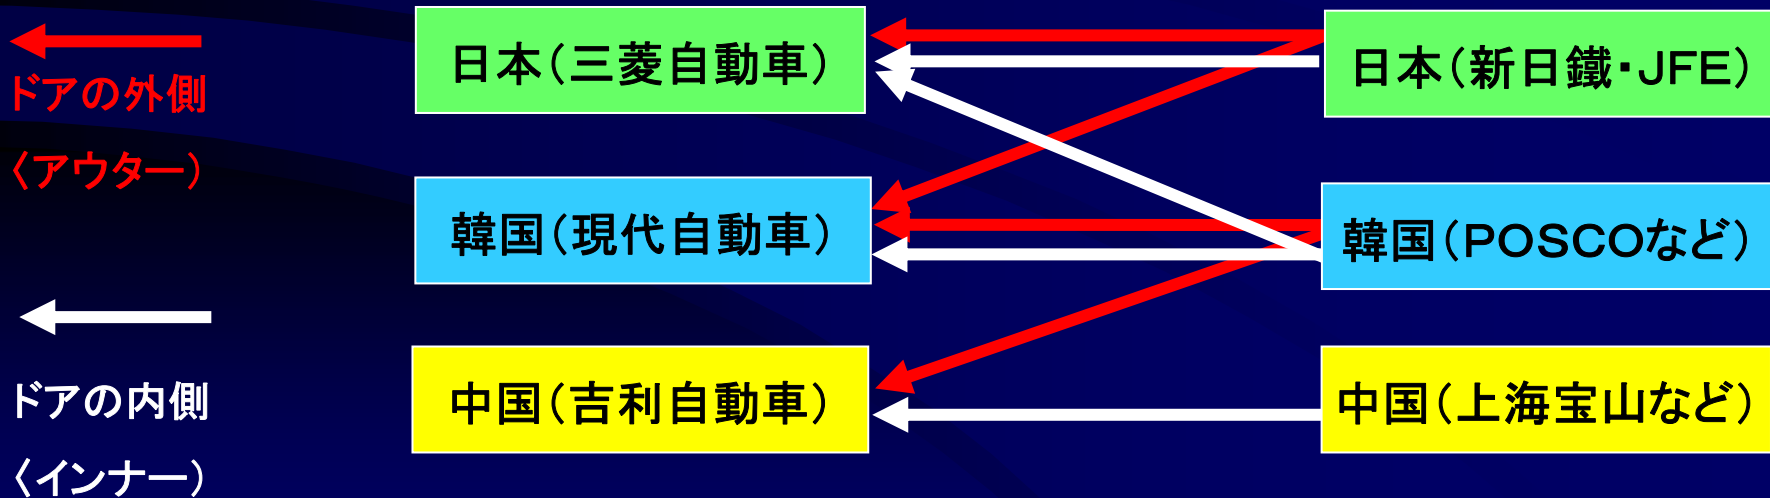 ドアの外側
〈アウター〉
ドアの内側
〈インナー〉
日本（三菱自動車）
韓国（現代自動車）
中国（吉利自動車）
日本（新日鐵・JFE）
韓国（POSCOなど）
中国（上海宝山など）